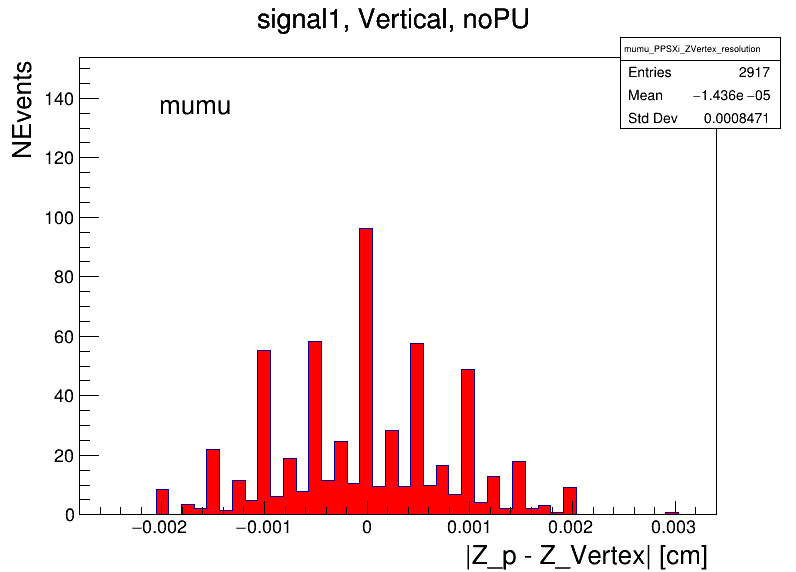 signal1, Vertical, noPU
mumu_PPSXi_ZVertex_resolution
Entries 2917
Mean −1.436e −05
Std Dev 0.0008471
NEvents
mumu
140
120
100
80
60
40
20
0
−0.002 −0.001 0 0.001 0.002 0.003
|Z_p - Z_Vertex| [cm]